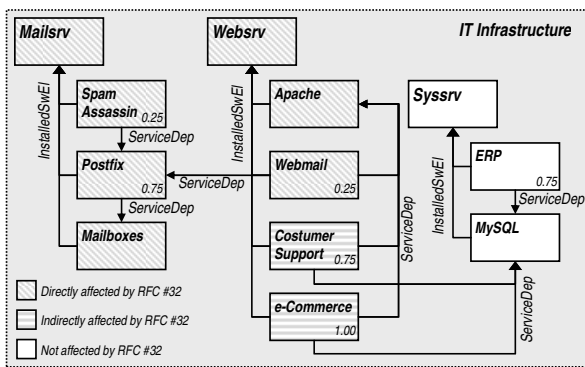 IT Infrastructure
Mailsrv
InstalledSwEl
Spam
Assassin
0.25
ServiceDep
Postfix
0.75
ServiceDep
Mailboxes
Websrv
InstalledSwEl
Apache
ServiceDep
Webmail
0.25
Costumer
Support
0.75
e-Commerce
1.00
ServiceDep
Syssrv
InstalledSwEl
ERP
0.75
ServiceDep
MySQL
ServiceDep
Directly affected by RFC #32
Indirectly affected by RFC #32
Not affected by RFC #32